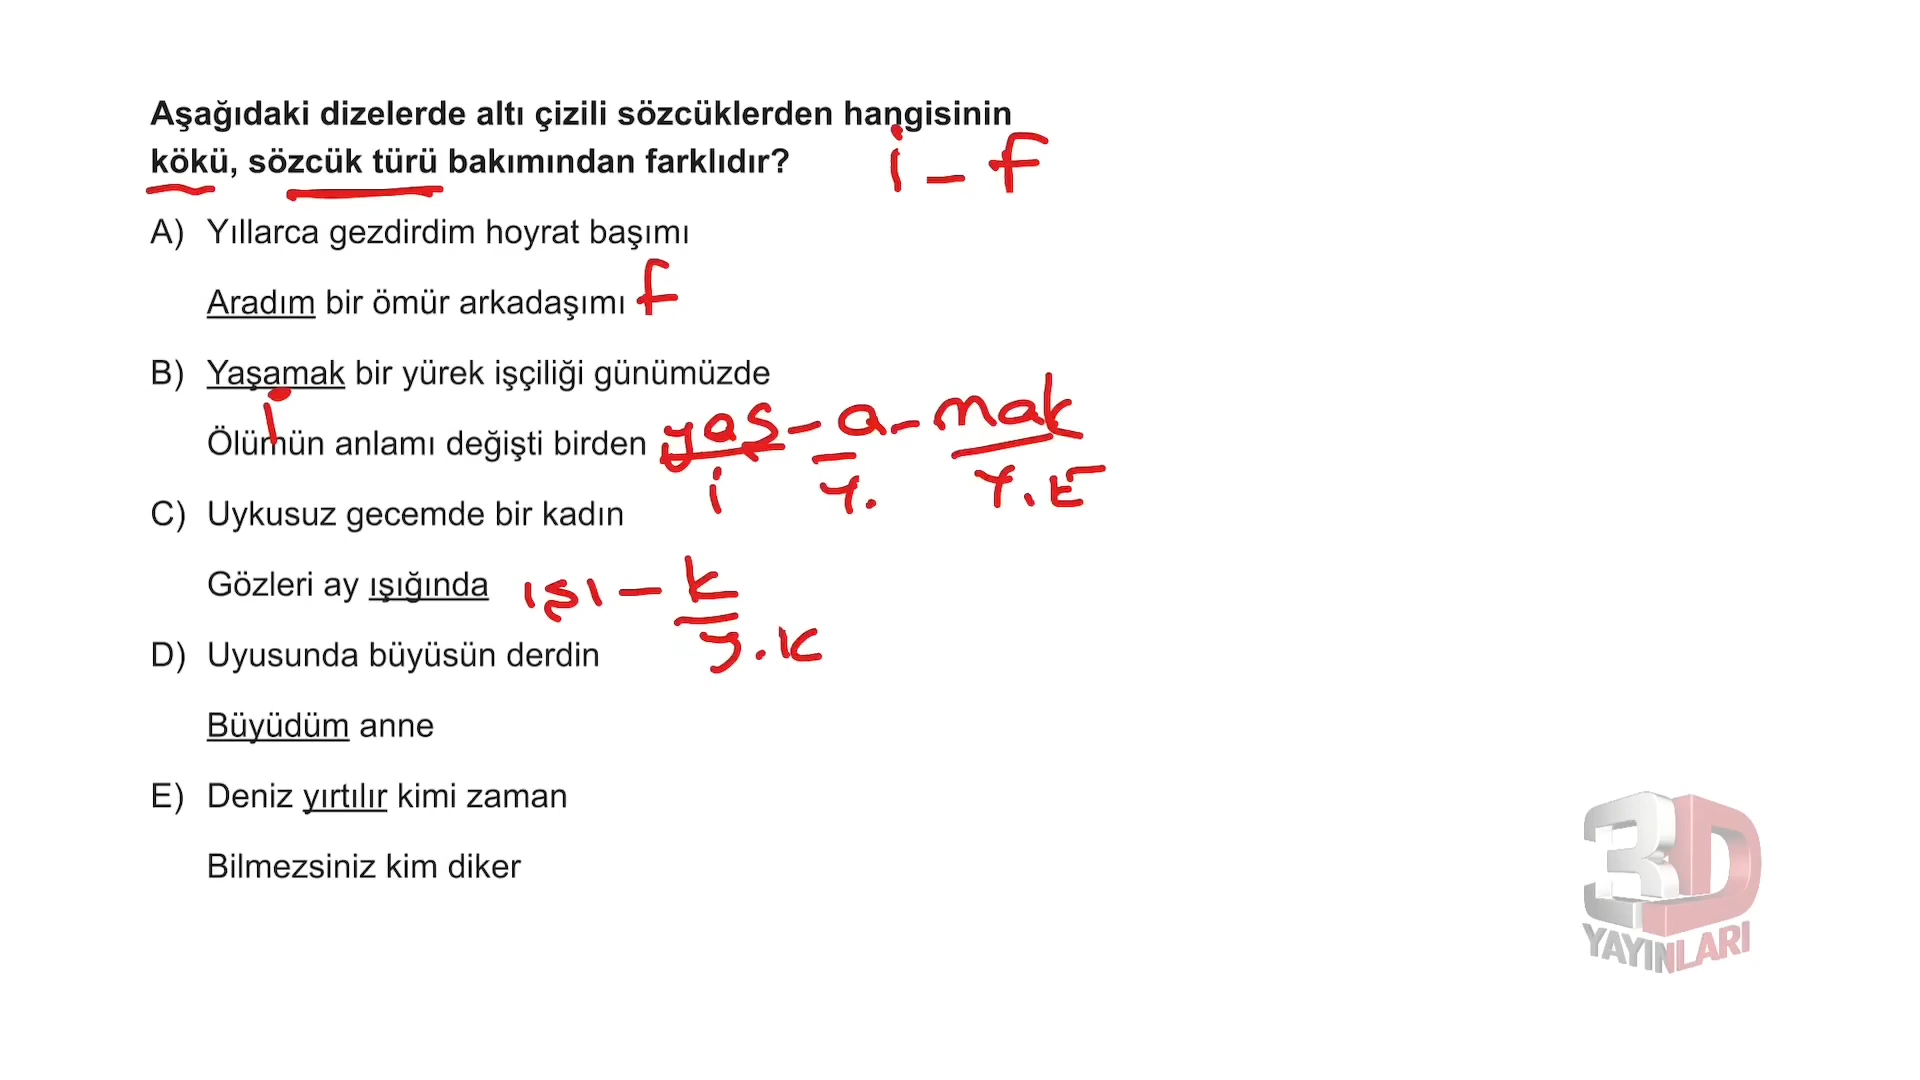 Aşağıdaki dizelerde altı çizili sözcüklerden hangisinin
kökü, sözcük türü bakımından farklıdır?
i - f
A) Yıllarca gezdirdim hoyrat başımı
Aradım bir ömür arkadaşımı
f
B) Yaşamak bir yürek işçiliği günümüzde
i
Ölümün anlamı değişti birden
yaş - a - mak
i
C) Uykusuz gecemde bir kadın
Gözleri ay ışığında
ışı - k
y.k
D) Uyusunda büyüsün derdin
Büyüdüm anne
E) Deniz yırtılır kimi zaman
Bilmezsiniz kim diker
3D
YAYINLARI